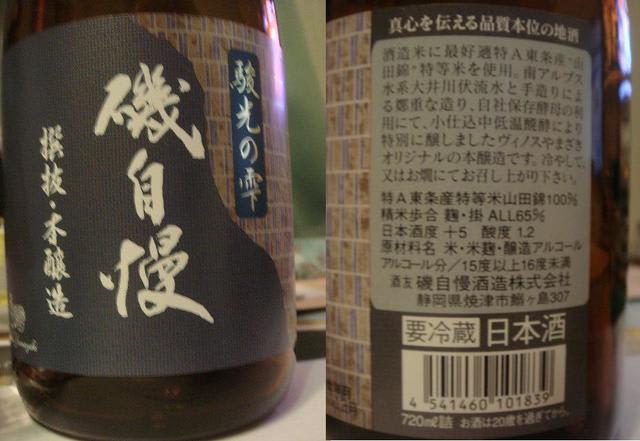 駿光の雫
磯自慢
撰抜・本醸造
真心を伝える品質本位の地酒
酒造米に最好適特A東条産"山
田錦"特等米を使用。南アルプス
水系大井川伏流水と手造りによ
る鄭重な造り、自社保存酵母の利
用にて、小仕込中低温醗酵により
特別に醸しましたヴィノスやまざき
オリジナルの本醸造です。冷やして、
又はお燗にてお召し上がり下さい。
特A東条産特等米山田錦100%
精米歩合 麹・掛 ALL65%
日本酒度 +5 酸度 1.2
原材料名 米・米麹・醸造アルコール
アルコール分/15度以上16度未満
酒友 磯自慢酒造株式会社
静岡県焼津市鰯ヶ島307
要冷蔵 日本酒
4 541460 101839
720ml詰 お酒は20歳を過ぎてから。